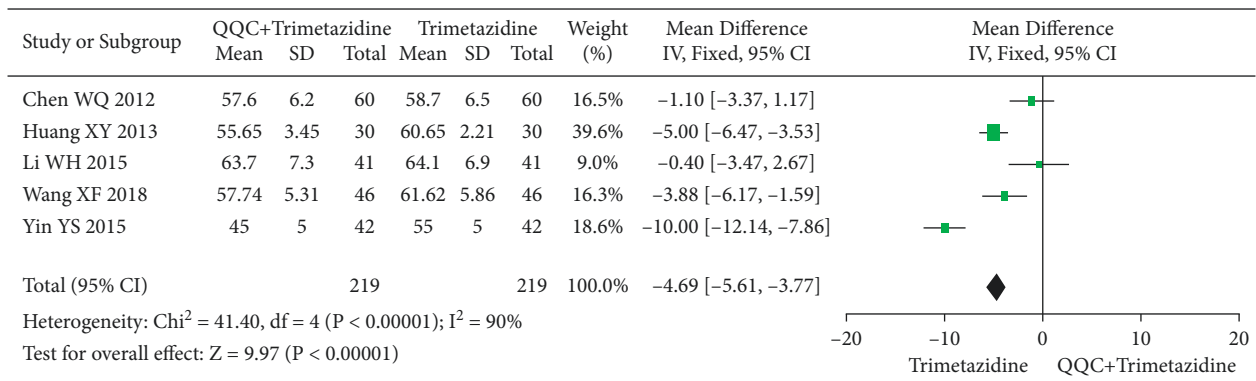 Study or Subgroup QQC+Trimetazidine Trimetazidine Weight Mean Difference Mean Difference
Mean SD Total Mean SD Total (%) IV, Fixed, 95% CI IV, Fixed, 95% CI
Chen WQ 2012 57.6 6.2 60 58.7 6.5 60 16.5% –1.10 [–3.37, 1.17]
Huang XY 2013 55.65 3.45 30 60.65 2.21 30 39.6% –5.00 [–6.47, –3.53]
Li WH 2015 63.7 7.3 41 64.1 6.9 41 9.0% –0.40 [–3.47, 2.67]
Wang XF 2018 57.74 5.31 46 61.62 5.86 46 16.3% –3.88 [–6.17, –1.59]
Yin YS 2015 45 5 42 55 5 42 18.6% –10.00 [–12.14, –7.86]
Total (95% CI) 219 219 100.0% –4.69 [–5.61, –3.77]
Heterogeneity: Chi² = 41.40, df = 4 (P < 0.00001); I² = 90%
Test for overall effect: Z = 9.97 (P < 0.00001)
–20 –10 0 10 20
Trimetazidine QQC+Trimetazidine